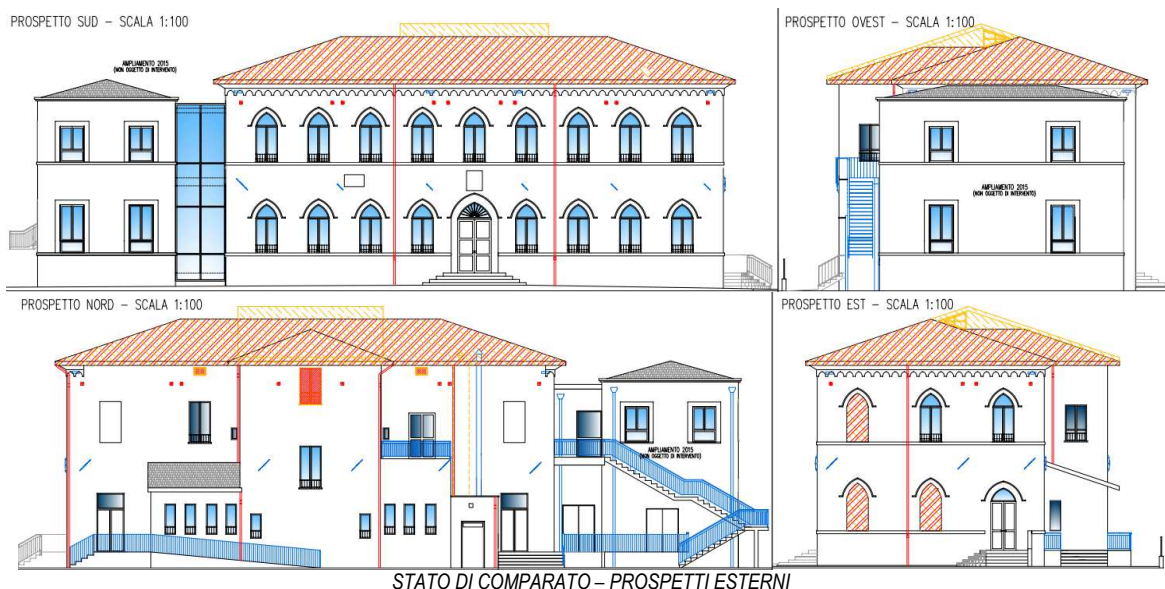 PROSPETTO SUD – SCALA 1:100
AMPLIAMENTO 2015
(NON OGGETTO DI INTERVENTO)
PROSPETTO OVEST – SCALA 1:100
AMPLIAMENTO 2015
(NON OGGETTO DI INTERVENTO)
PROSPETTO NORD – SCALA 1:100
AMPLIAMENTO 2015
(NON OGGETTO DI INTERVENTO)
PROSPETTO EST – SCALA 1:100
STATO DI COMPARATO – PROSPETTI ESTERNI